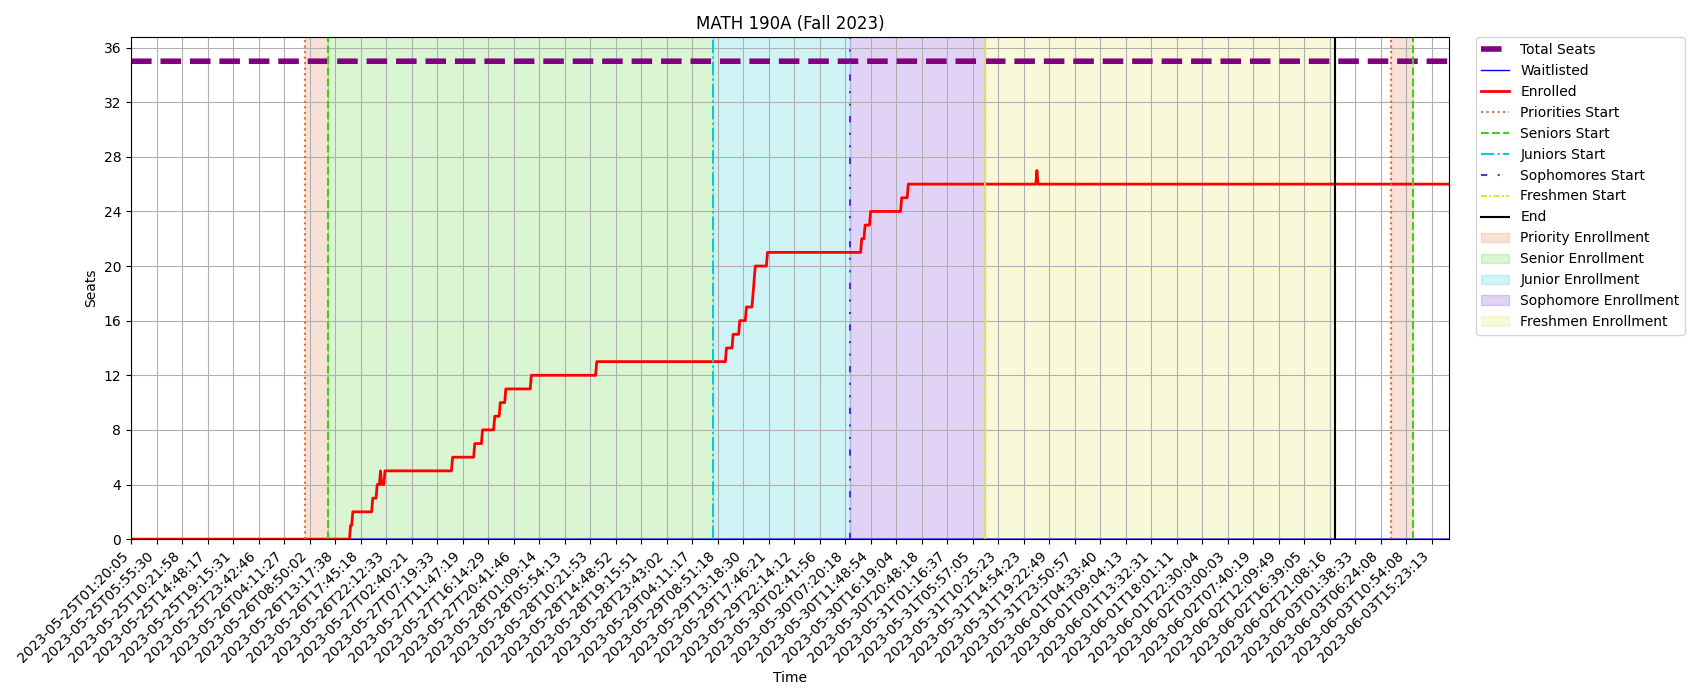 MATH 190A (Fall 2023)
Seats
36
32
28
24
20
16
12
8
4
0
2023-05-25T01:20:05
2023-05-25T05:55:30
2023-05-25T10:21:58
2023-05-25T14:48:17
2023-05-25T19:15:31
2023-05-25T23:42:46
2023-05-26T04:11:27
2023-05-26T08:50:02
2023-05-26T13:17:38
2023-05-26T17:45:18
2023-05-26T22:12:33
2023-05-27T02:40:21
2023-05-27T07:19:33
2023-05-27T11:47:19
2023-05-27T16:14:29
2023-05-27T20:41:46
2023-05-28T01:09:14
2023-05-28T05:54:13
2023-05-28T10:21:53
2023-05-28T14:48:52
2023-05-28T19:15:51
2023-05-28T23:43:02
2023-05-29T04:11:17
2023-05-29T08:51:18
2023-05-29T13:18:30
2023-05-29T17:46:21
2023-05-29T22:14:12
2023-05-30T02:41:56
2023-05-30T07:20:18
2023-05-30T11:48:54
2023-05-30T16:19:04
2023-05-30T20:48:18
2023-05-31T01:16:37
2023-05-31T05:57:05
2023-05-31T10:25:23
2023-05-31T14:54:23
2023-05-31T19:22:49
2023-05-31T23:50:57
2023-06-01T04:33:40
2023-06-01T09:04:13
2023-06-01T13:32:31
2023-06-01T18:01:11
2023-06-01T22:30:04
2023-06-02T03:00:03
2023-06-02T07:40:19
2023-06-02T12:09:49
2023-06-02T16:39:05
2023-06-02T21:08:16
2023-06-03T01:38:33
2023-06-03T06:24:08
2023-06-03T10:54:08
2023-06-03T15:23:13
Time
Total Seats
Waitlisted
Enrolled
Priorities Start
Seniors Start
Juniors Start
Sophomores Start
Freshmen Start
End
Priority Enrollment
Senior Enrollment
Junior Enrollment
Sophomore Enrollment
Freshmen Enrollment